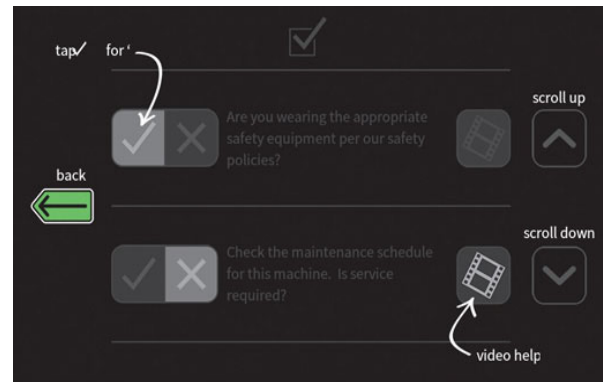 tap✓ for ‘
scroll up
Are you wearing the appropriate
safety equipment per our safety
policies?
back
scroll down
Check the maintenance schedule
for this machine. Is service
required?
video help